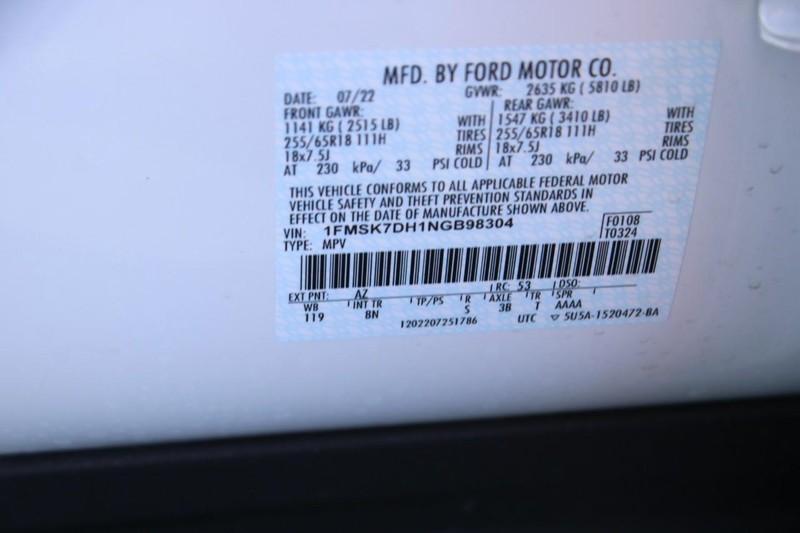 MFD. BY FORD MOTOR CO.
DATE: 07/22 GVWR: 2635 KG ( 5810 LB)
FRONT GAWR: REAR GAWR:
1141 KG ( 2515 LB) WITH 1547 KG ( 3410 LB) WITH
255/65R18 111H TIRES 255/65R18 111H TIRES
18x7.5J RIMS 18x7.5J RIMS
AT 230 kPa/ 33 PSI COLD AT 230 kPa/ 33 PSI COLD
THIS VEHICLE CONFORMS TO ALL APPLICABLE FEDERAL MOTOR
VEHICLE SAFETY AND THEFT PREVENTION STANDARDS IN
EFFECT ON THE DATE OF MANUFACTURE SHOWN ABOVE.
VIN: 1FMSK7DH1NGB98304 F0108
TYPE: MPV T0324
EXT PNT: AZ RC: 53 DSO:
WB INT TR TP/PS R AXLE TR SPR
119 BN S 3B T AAAA
1202207251786 UTC ▽ 5U5A-1520472-BA